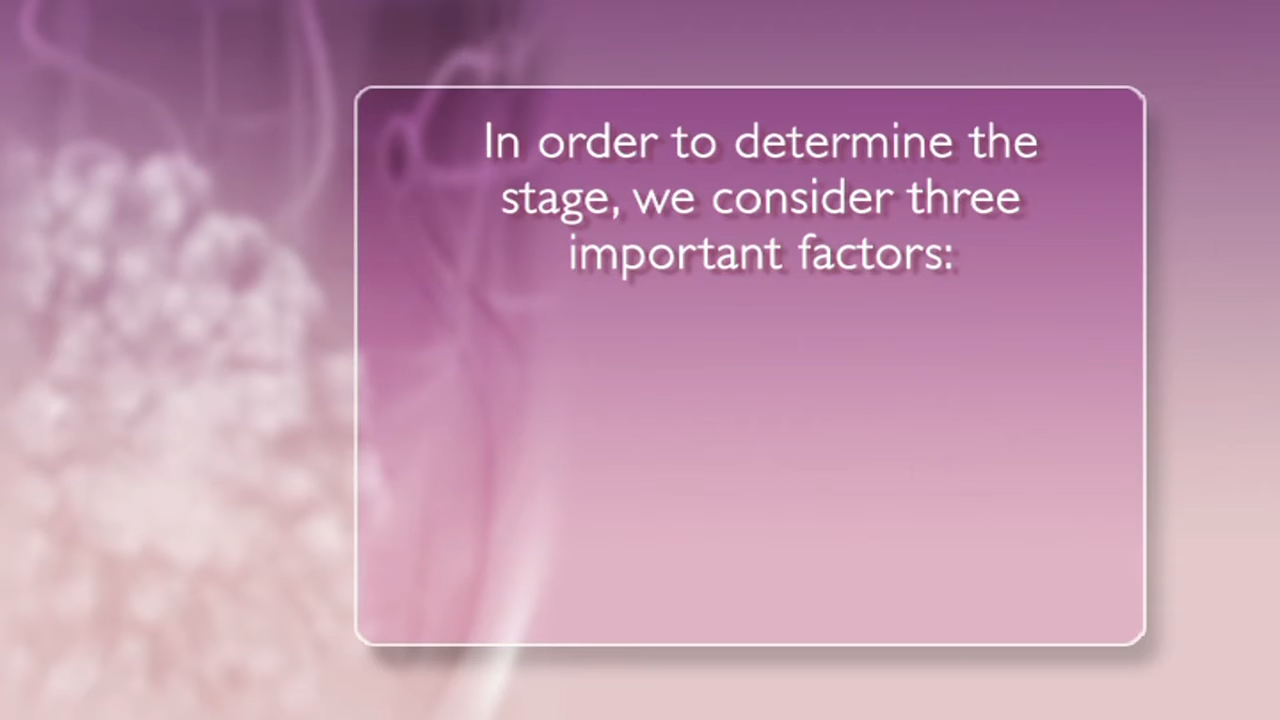 In order to determine the
stage, we consider three
important factors: